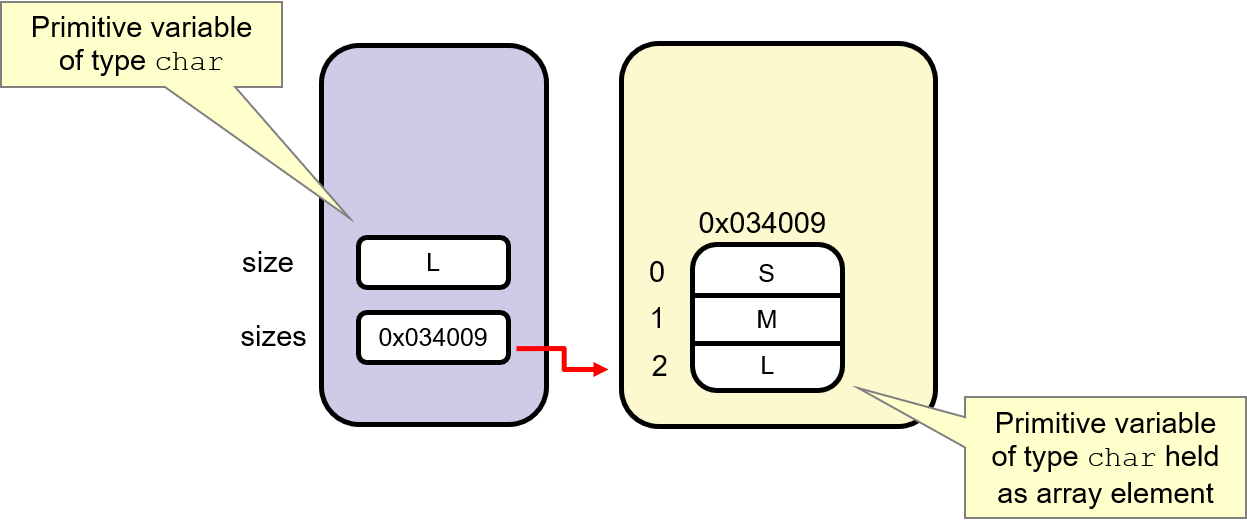 Primitive variable
of type char
size
L
sizes
0x034009
0x034009
0
S
1
M
2
L
Primitive variable
of type char held
as array element